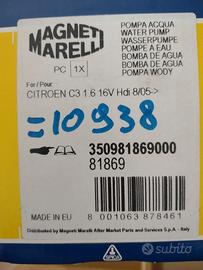 MAGNETI
MARELLI
PC 1X
POMPA ACQUA
WATER PUMP
WASSERPUMPE
POMPE A EAU
BOMBA DE AGUA
BOMBA DE AGUA
POMPA WODY
For / Pour
CITROEN C3 1.6 16V Hdi 8/05->
=10938
350981869000
81869
MADE IN EU
8 001063 878461
Distributed by Magneti Marelli After Market Parts and Services S.p.A. - Italy
subito